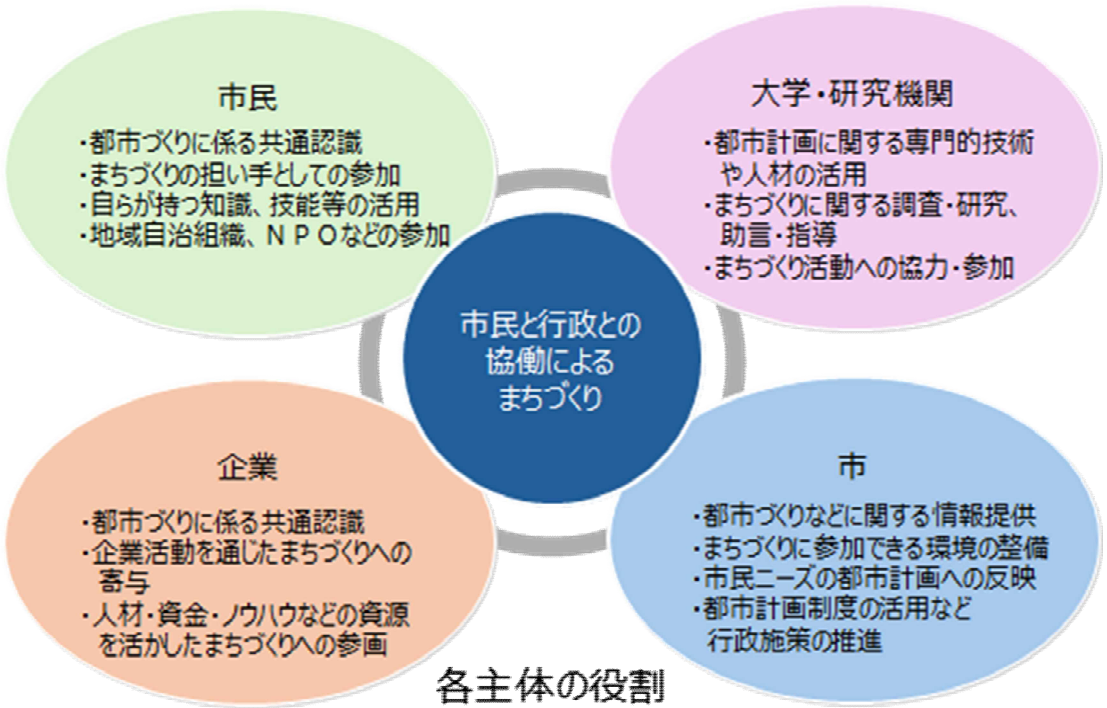 市民
・都市づくりに係る共通認識
・まちづくりの担い手としての参加
・自らが持つ知識、技能等の活用
・地域自治組織、ＮＰＯなどの参加
大学・研究機関
・都市計画に関する専門的技術
や人材の活用
・まちづくりに関する調査・研究、
助言・指導
・まちづくり活動への協力・参加
市民と行政との
協働による
まちづくり
企業
・都市づくりに係る共通認識
・企業活動を通じたまちづくりへの
寄与
・人材・資金・ノウハウなどの資源
を活かしたまちづくりへの参画
市
・都市づくりなどに関する情報提供
・まちづくりに参加できる環境の整備
・市民ニーズの都市計画への反映
・都市計画制度の活用など
行政施策の推進
各主体の役割